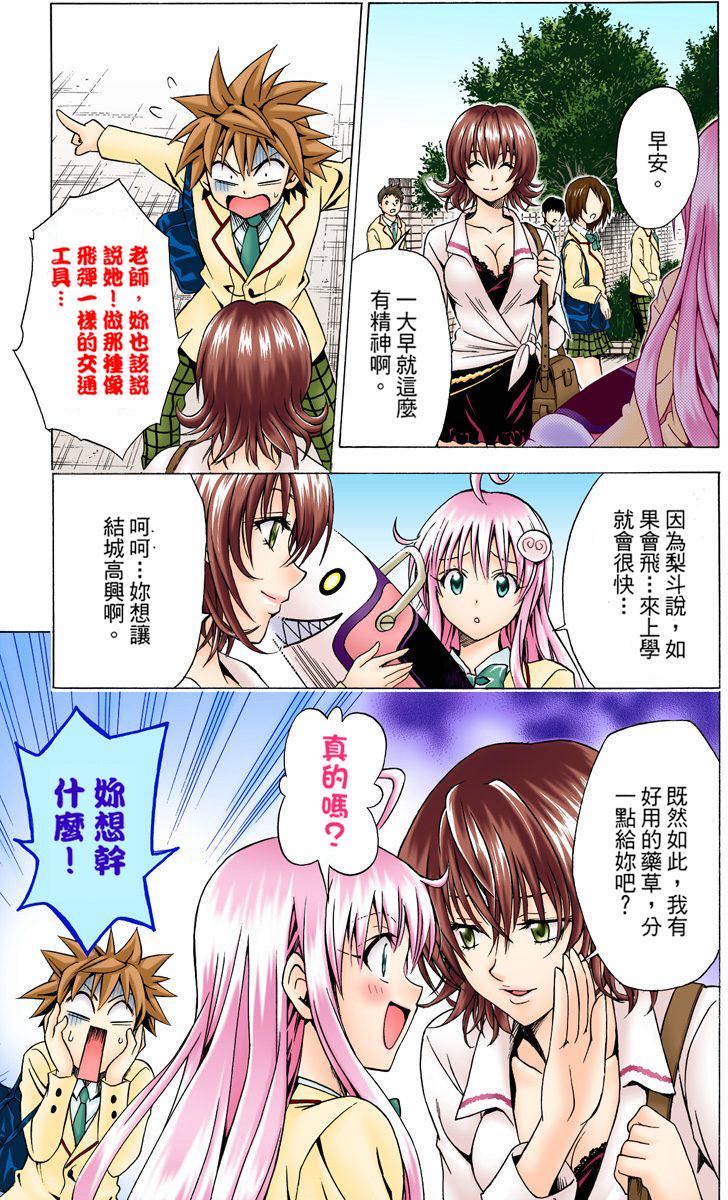 早安。
一大早就這麼
有精神啊。
老師，妳也該說
說她！做那種像
飛彈一樣的交通
工具…
因為梨斗說，如
果會飛…來上學
就會很快…
呵呵…妳想讓
結城高興啊。
既然如此，我有
好用的藥草，分
一點給妳吧？
真的嗎？
妳想幹
什麼！